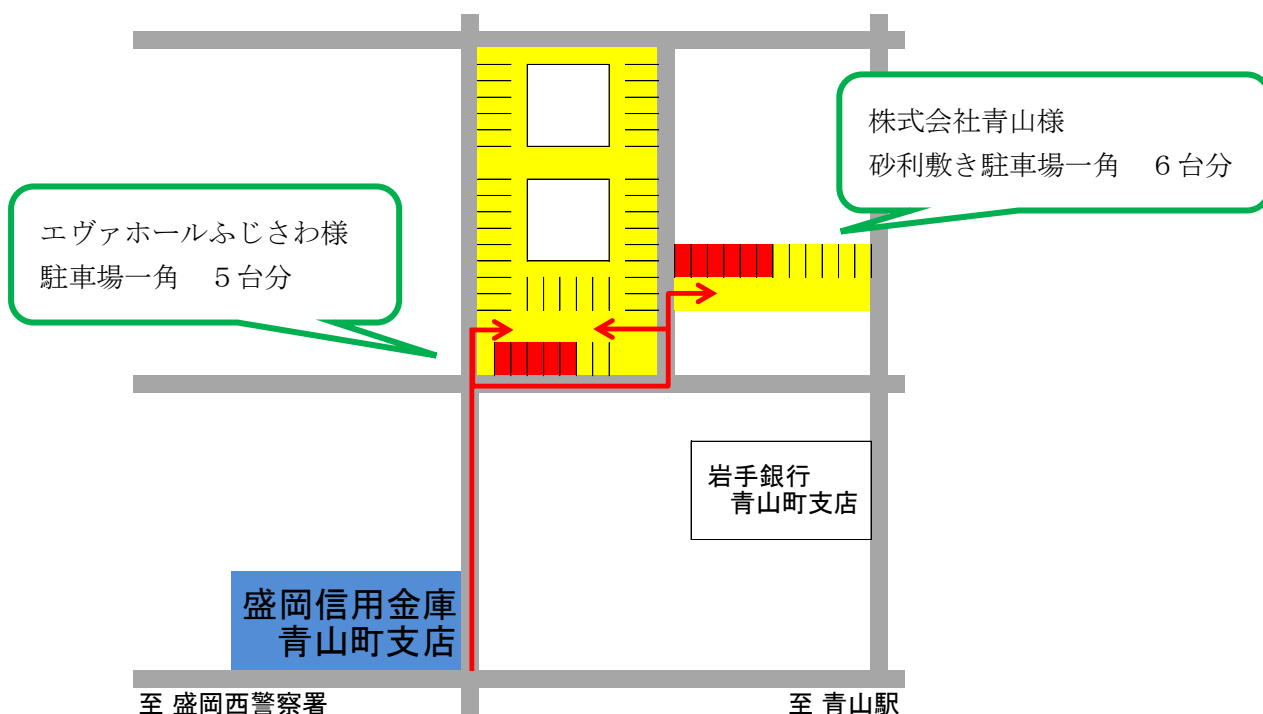 株式会社青山様
砂利敷き駐車場一角　６台分
エヴァホールふじさわ様
駐車場一角　５台分
岩手銀行
青山町支店
盛岡信用金庫
青山町支店
至 盛岡西警察署
至 青山駅